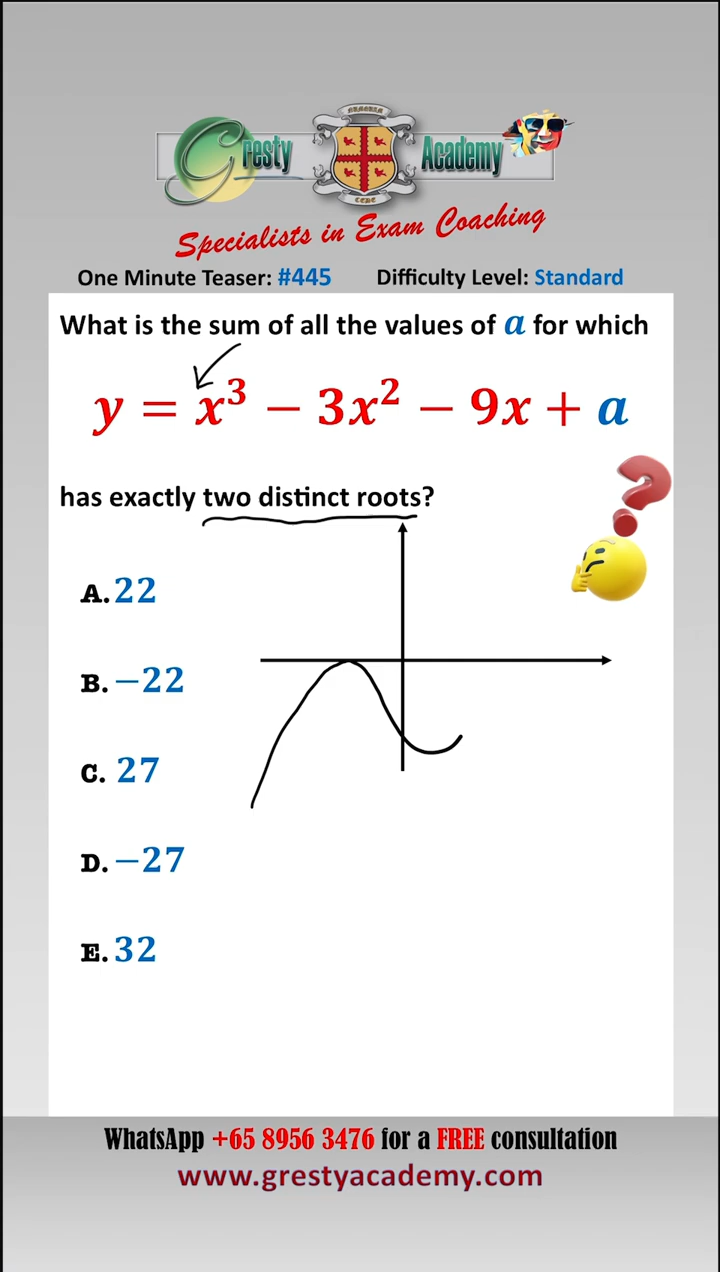 NUMQUAM
Gresty Academy
CEDE
Specialists in Exam Coaching
One Minute Teaser: #445 Difficulty Level: Standard
What is the sum of all the values of a for which
y = x³ − 3x² − 9x + a
has exactly two distinct roots?
A. 22
B. −22
C. 27
D. −27
E. 32
WhatsApp +65 8956 3476 for a FREE consultation
www.grestyacademy.com